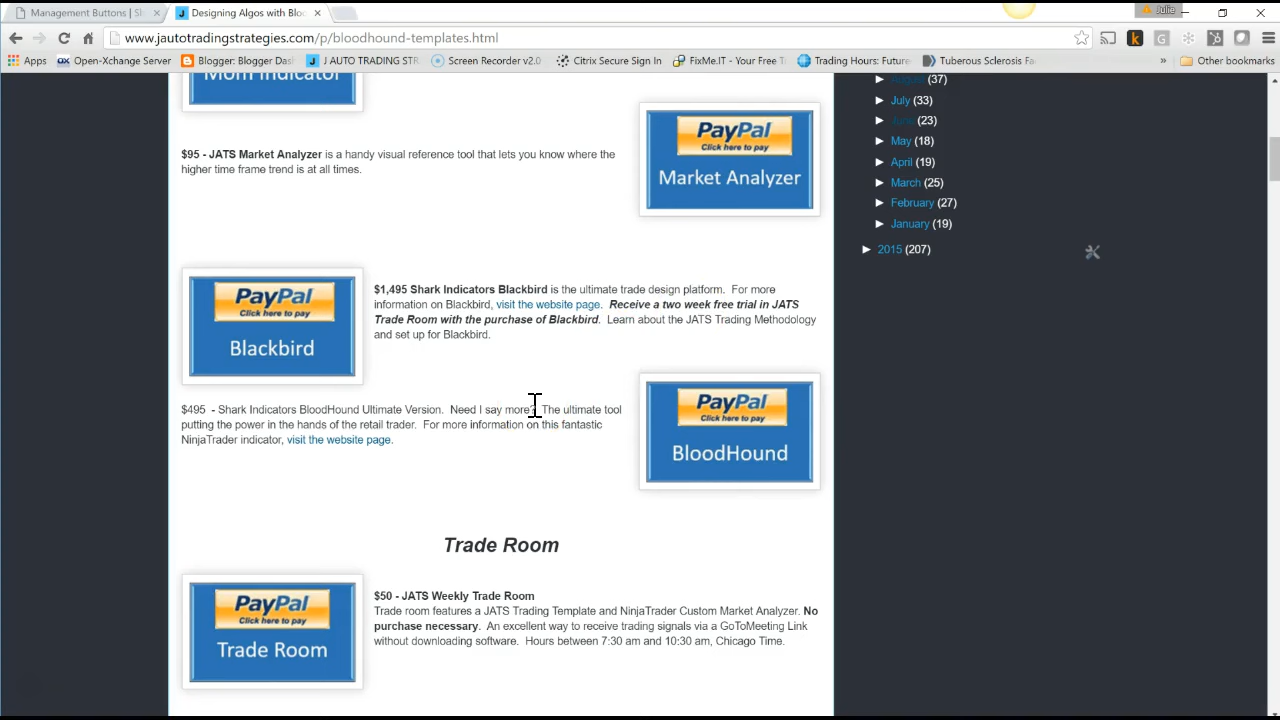 Management Buttons | S
Designing Algos with Bloo
Julie
www.jautotradingstrategies.com/p/bloodhound-templates.html
Apps
Open-Xchange Server
Blogger: Blogger Das
J AUTO TRADING STR
Screen Recorder v2.0
Citrix Secure Sign In
FixMe.IT - Your Free T
Trading Hours: Future
Tuberous Sclerosis Fa
»
Other bookmarks
Mom Indicator
$95 - JATS Market Analyzer is a handy visual reference tool that lets you know where the
higher time frame trend is at all times.
PayPal
Click here to pay
Market Analyzer
PayPal
Click here to pay
Blackbird
$1,495 Shark Indicators Blackbird is the ultimate trade design platform. For more
information on Blackbird, visit the website page. Receive a two week free trial in JATS
Trade Room with the purchase of Blackbird. Learn about the JATS Trading Methodology
and set up for Blackbird.
$495 - Shark Indicators BloodHound Ultimate Version. Need I say more? The ultimate tool
putting the power in the hands of the retail trader. For more information on this fantastic
NinjaTrader indicator, visit the website page.
PayPal
Click here to pay
BloodHound
Trade Room
PayPal
Click here to pay
Trade Room
$50 - JATS Weekly Trade Room
Trade room features a JATS Trading Template and NinjaTrader Custom Market Analyzer. No
purchase necessary. An excellent way to receive trading signals via a GoToMeeting Link
without downloading software. Hours between 7:30 am and 10:30 am, Chicago Time.
► August (37)
► July (33)
► June (23)
► May (18)
► April (19)
► March (25)
► February (27)
► January (19)
► 2015 (207)